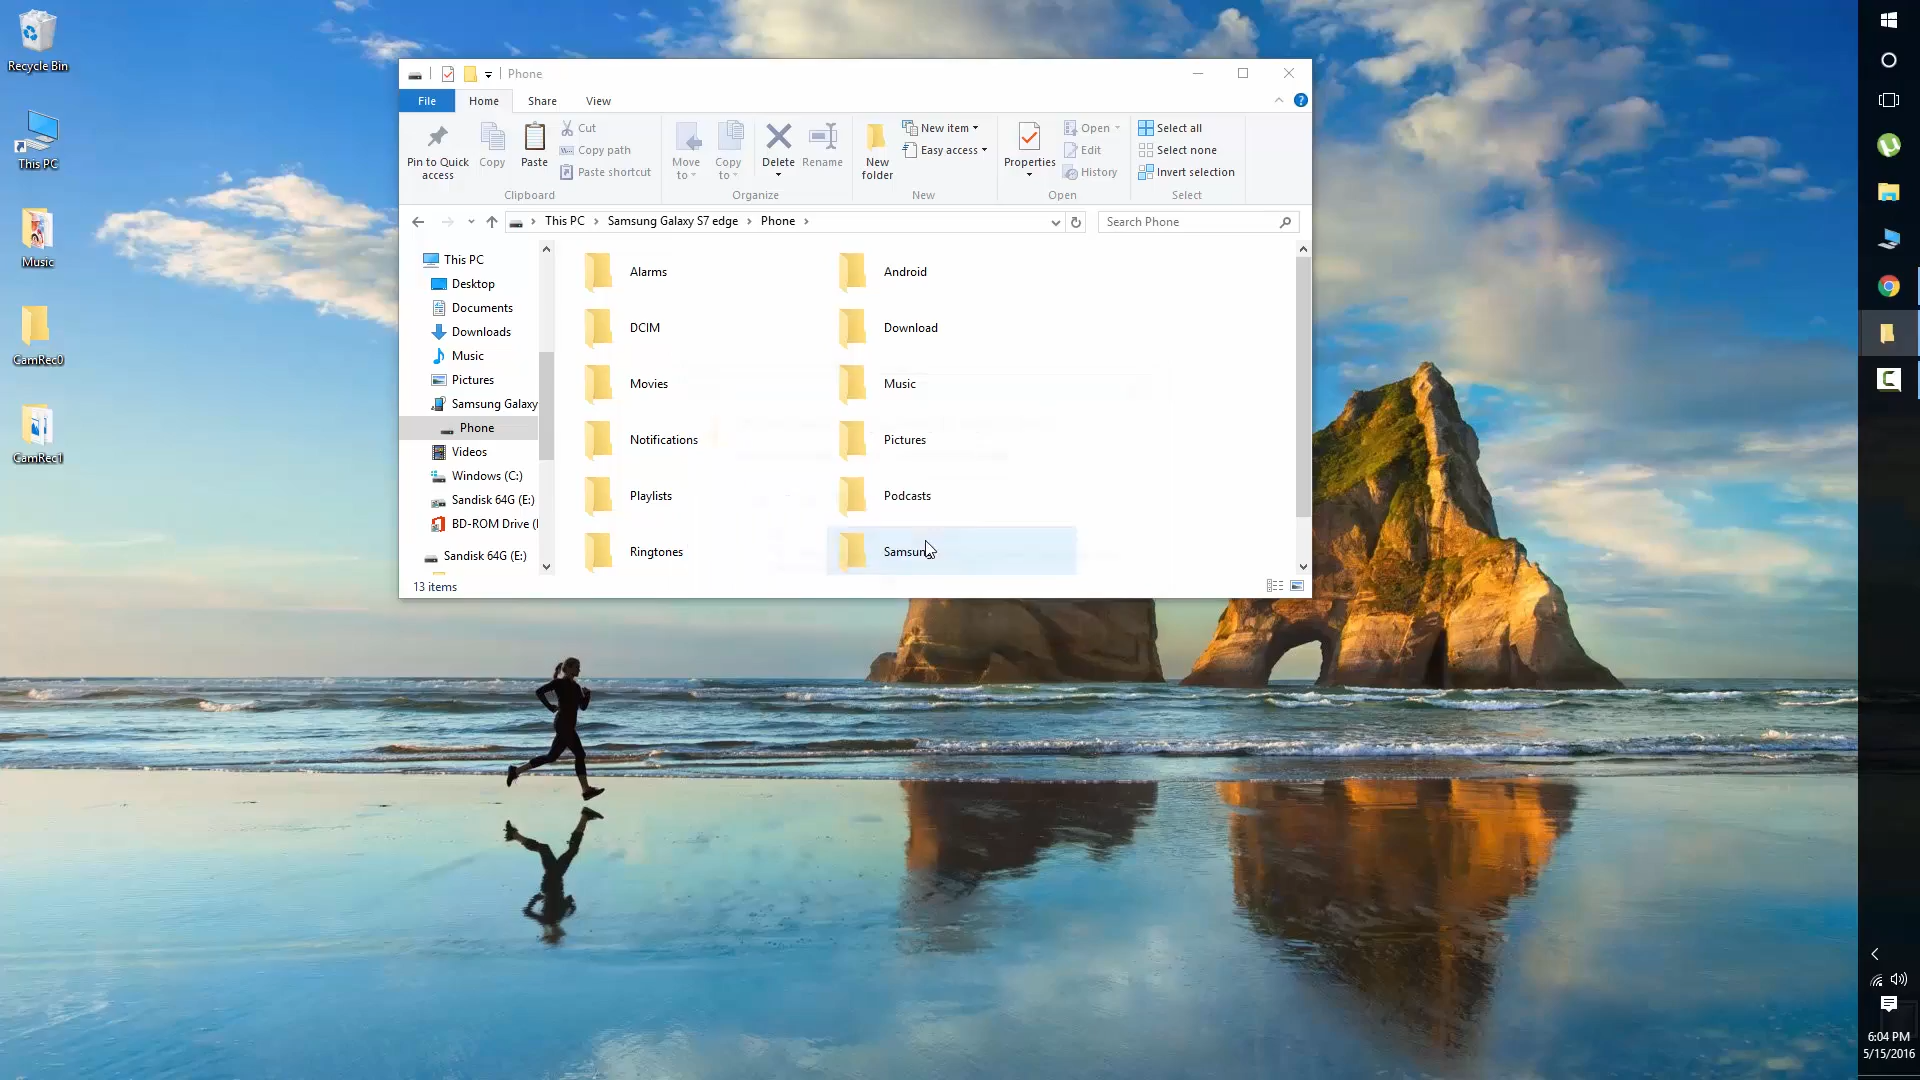 Recycle Bin
This PC
Music
CamRec0
CamRec1
Phone
File Home Share View
Pin to Quick access
Copy
Paste
Cut
Copy path
Paste shortcut
Clipboard
Move to
Copy to
Delete
Rename
Organize
New folder
New item
Easy access
New
Properties
Open
Edit
History
Open
Select all
Select none
Invert selection
Select
This PC Samsung Galaxy S7 edge Phone
Search Phone
This PC
Desktop
Documents
Downloads
Music
Pictures
Samsung Galaxy
Phone
Videos
Windows (C:)
Sandisk 64G (E:)
BD-ROM Drive (
Sandisk 64G (E:)
Alarms
Android
DCIM
Download
Movies
Music
Notifications
Pictures
Playlists
Podcasts
Ringtones
Samsung
13 items
6:04 PM
5/15/2016